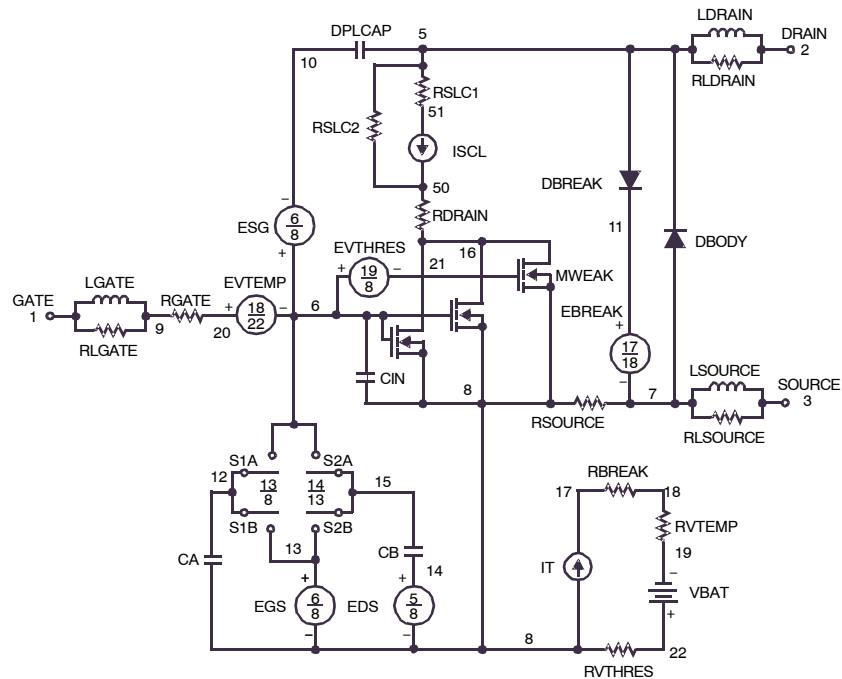 LDRAIN
DPLCAP
5
DRAIN
2
10
RLDRAIN
RSLC1
51
RSLC2
ISCL
50
DBREAK
RDRAIN
11
ESG
6
8
-
+
EVTHRES
16
DBODY
+
19
8
-
21
MWEAK
LGATE
EVTEMP
GATE
1
RGATE
+
18
22
-
6
EBREAK
+
9
20
RLGATE
17
18
-
LSOURCE
CIN
8
7
SOURCE
3
RSOURCE
RLSOURCE
12
S1A
S2A
13
8
14
13
15
RBREAK
17
18
S1B
S2B
RVTEMP
13
CA
CB
19
14
IT
-
+
+
VBAT
EGS
6
8
EDS
5
8
+
-
-
8
22
RVTHRES